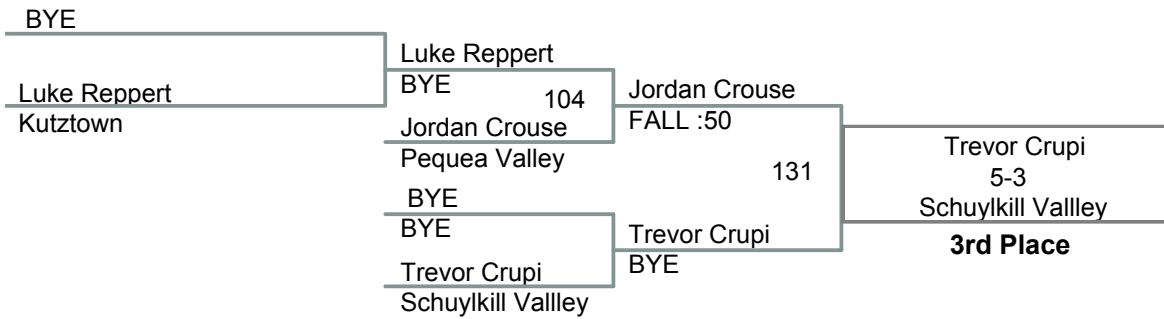 BYE
Luke Reppert
Kutztown
Luke Reppert
BYE
104
Jordan Crouse
Pequea Valley
BYE
BYE
Trevor Crupi
Schuylkill Vallley
Jordan Crouse
FALL :50
131
Trevor Crupi
BYE
Trevor Crupi
5-3
Schuylkill Vallley
3rd Place